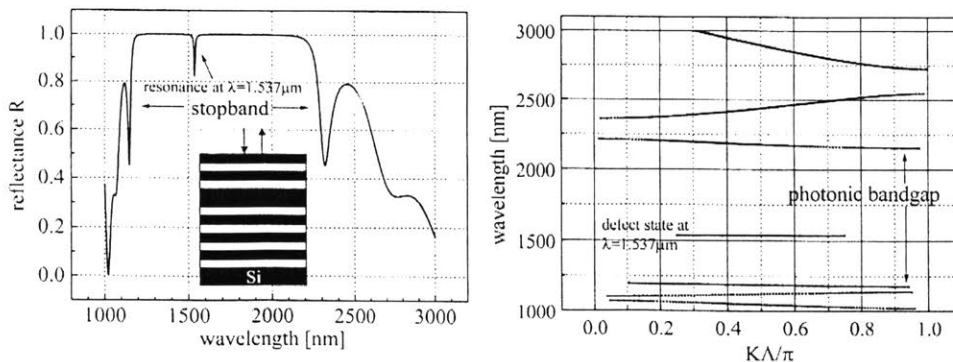 reflectance R
1.0
0.8
0.6
0.4
0.2
0.0
resonance at λ=1.537μm
stopband
Si
1000 1500 2000 2500 3000
wavelength [nm]
wavelength [nm]
3000
2500
2000
1500
1000
photonic bandgap
defect state at
λ=1.537μm
0.0 0.2 0.4 0.6 0.8 1.0
KΛ/π